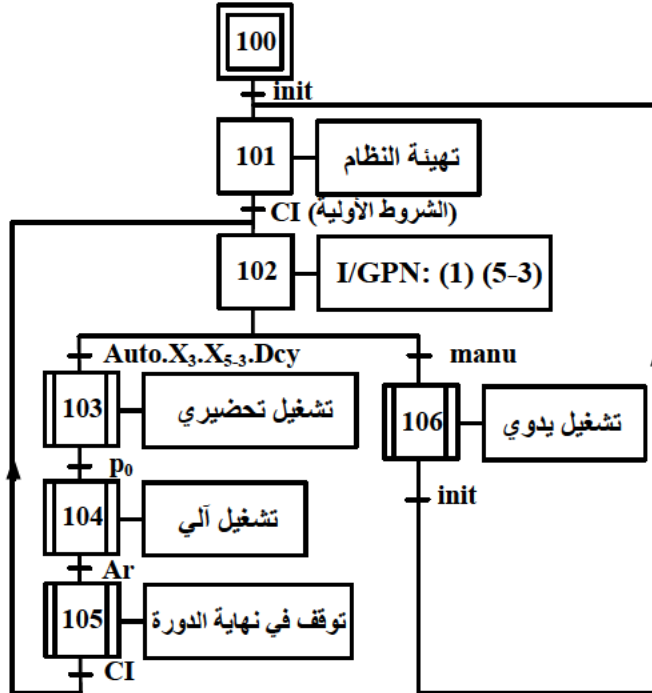 100
init
101
تهيئة النظام
CI (الشروط الأولية)
102
I/GPN: (1) (5-3)
Auto.X₃.X₅₋₃.Dcy
manu
103
تشغيل تحضيري
106
تشغيل يدوي
p₀
init
104
تشغيل آلي
Ar
105
توقف في نهاية الدورة
CI